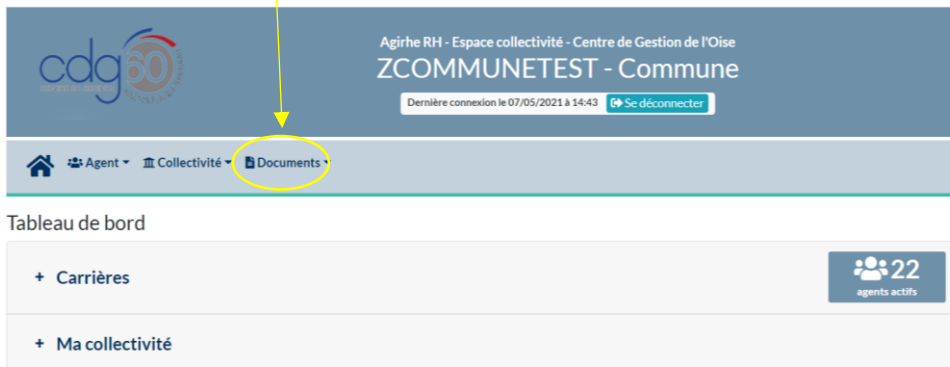 cdg60
Agirhe RH - Espace collectivité - Centre de Gestion de l'Oise
ZCOMMUNETEST - Commune
Dernière connexion le 07/05/2021 à 14:43 Se déconnecter
Agent Collectivité Documents
Tableau de bord
+ Carrières
22
agents actifs
+ Ma collectivité